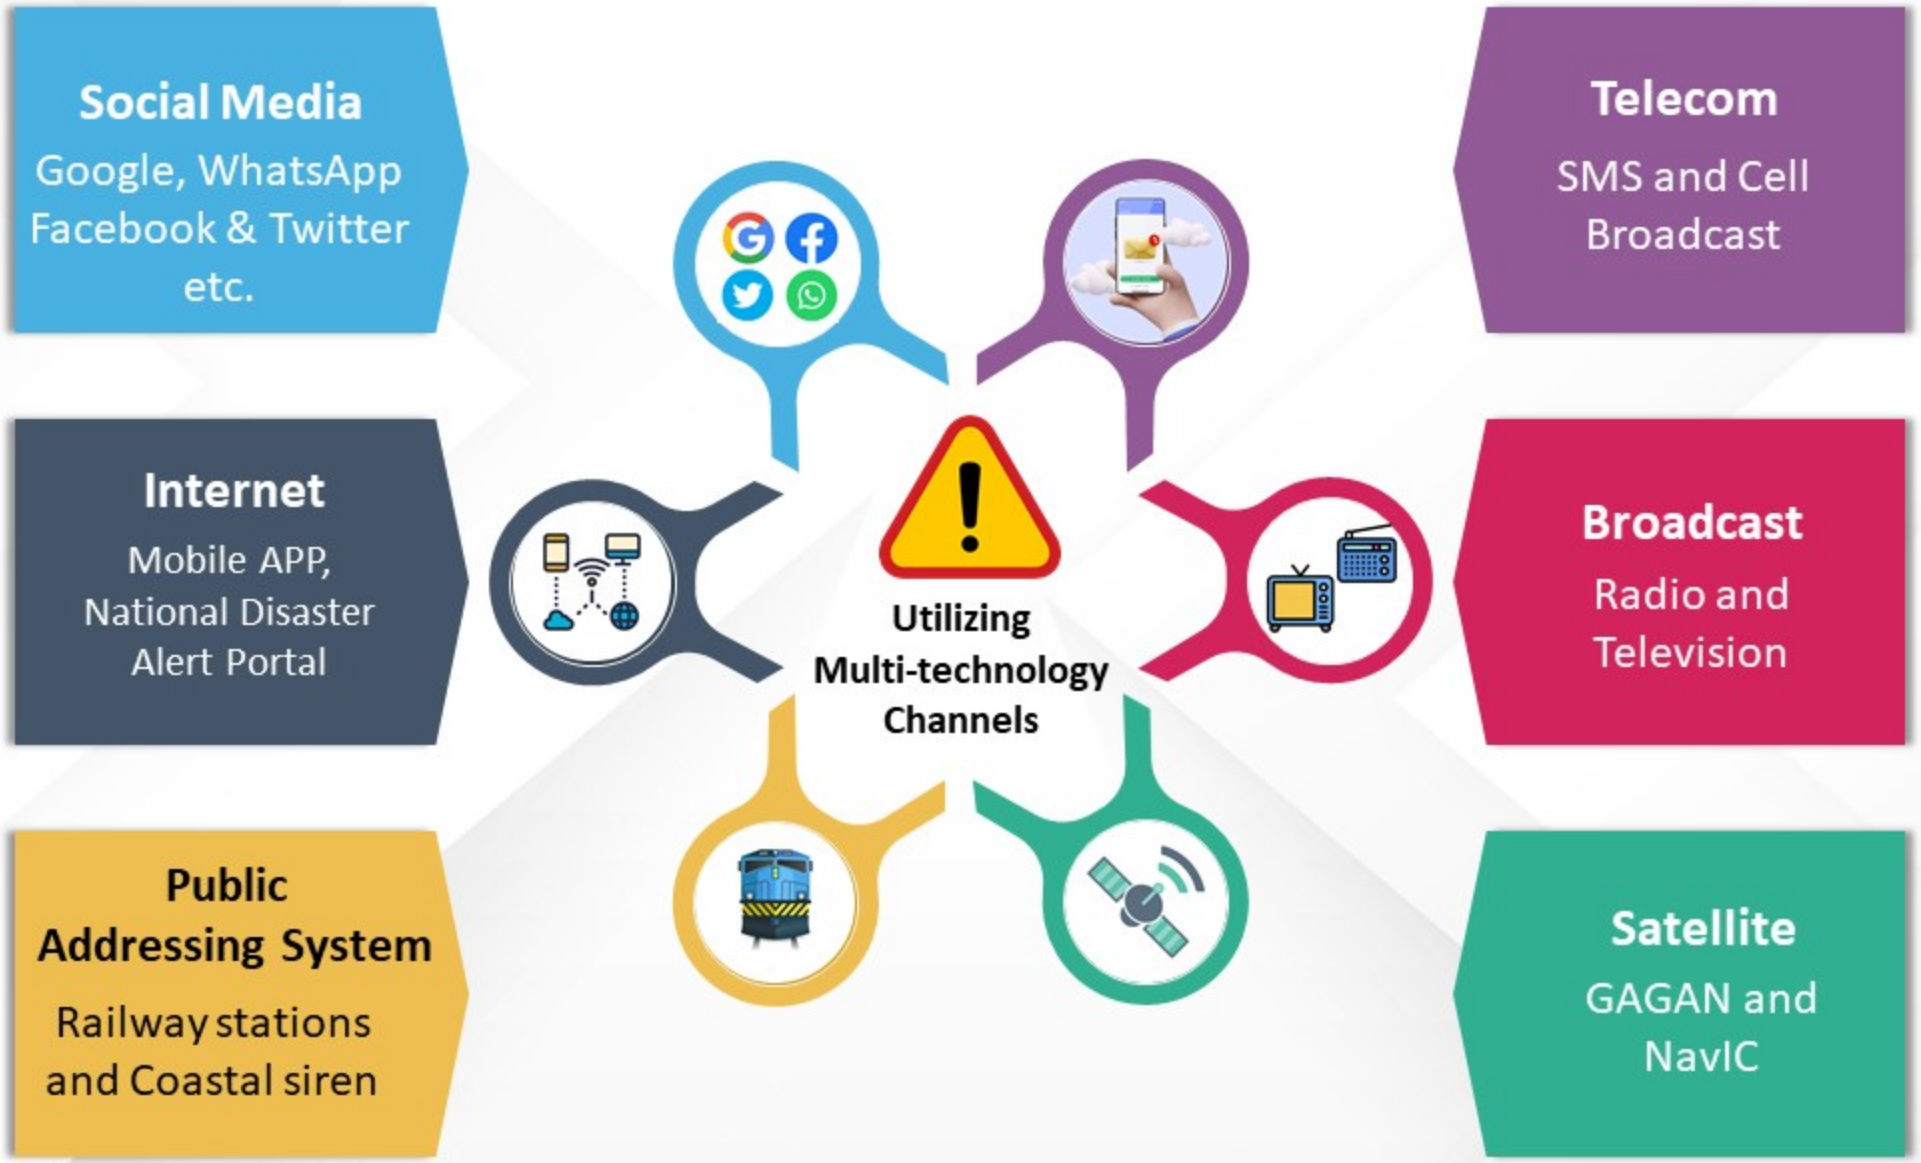 Social Media
Google, WhatsApp
Facebook & Twitter
etc.
Telecom
SMS and Cell
Broadcast
Internet
Mobile APP,
National Disaster
Alert Portal
Utilizing
Multi-technology
Channels
Broadcast
Radio and
Television
Public
Addressing System
Railway stations
and Coastal siren
Satellite
GAGAN and
NavIC